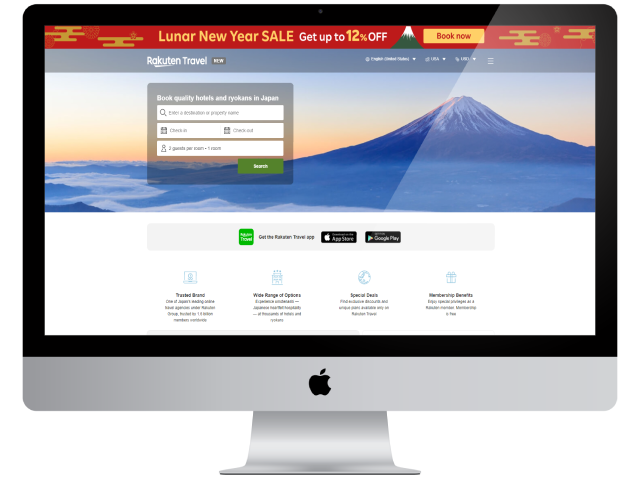 Lunar New Year SALE Get up to 12%OFF Book now
Rakuten Travel NEW English (United States) USA USD
Book quality hotels and ryokans in Japan
Enter a destination or property name
Check-in Check-out
2 guests per room • 1 room
Search
Rakuten Travel
Get the Rakuten Travel app
App Store
Google Play
Trusted Brand
One of Japan's leading online
travel agencies under Rakuten
Group, trusted by 1.6 billion
members worldwide
Wide Range of Options
Experience omotenashi —
Japanese heartfelt hospitality
— at thousands of hotels and
ryokans
Special Deals
Find exclusive discounts and
unique plans available only on
Rakuten Travel
Membership Benefits
Enjoy special privileges as a
Rakuten member. Membership
is free